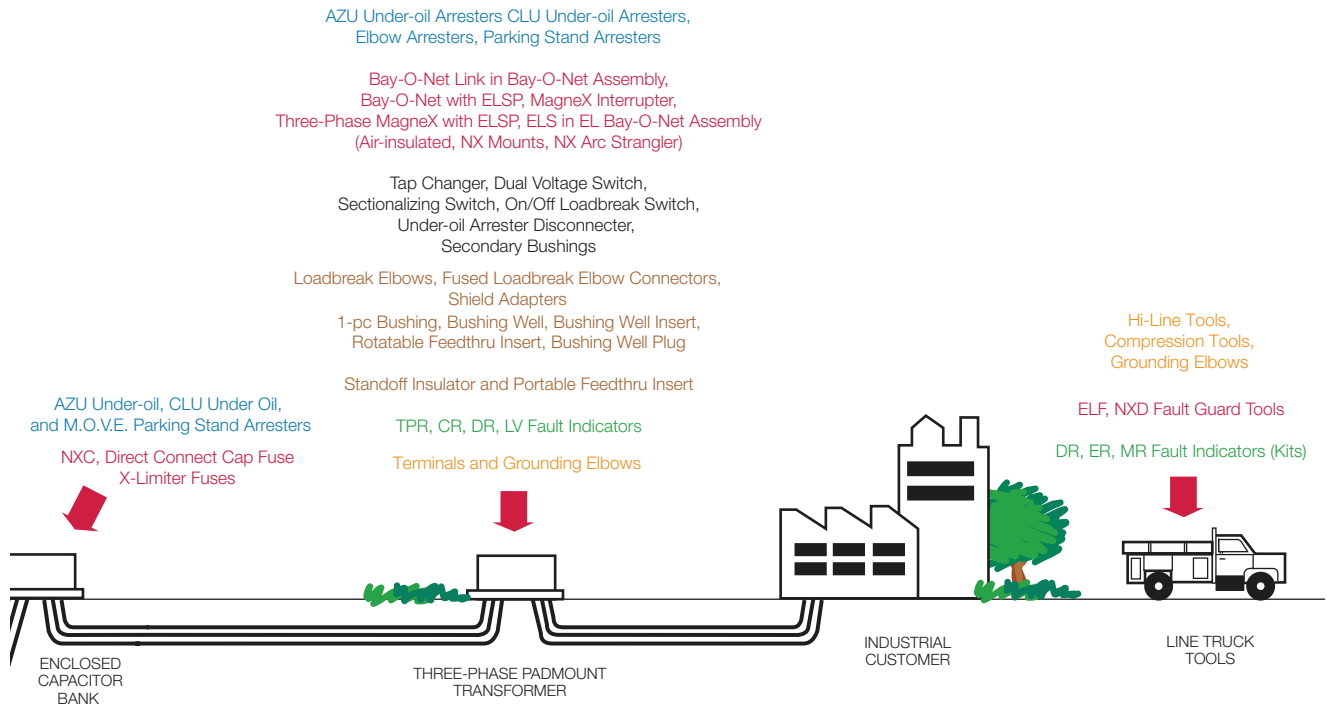 AZU Under-oil Arresters CLU Under-oil Arresters,
Elbow Arresters, Parking Stand Arresters
Bay-O-Net Link in Bay-O-Net Assembly,
Bay-O-Net with ELSP, MagneX Interrupter,
Three-Phase MagneX with ELSP, ELS in EL Bay-O-Net Assembly
(Air-insulated, NX Mounts, NX Arc Strangler)
Tap Changer, Dual Voltage Switch,
Sectionalizing Switch, On/Off Loadbreak Switch,
Under-oil Arrester Disconnecter,
Secondary Bushings
Loadbreak Elbows, Fused Loadbreak Elbow Connectors,
Shield Adapters
1-pc Bushing, Bushing Well, Bushing Well Insert,
Rotatable Feedthru Insert, Bushing Well Plug
Standoff Insulator and Portable Feedthru Insert
TPR, CR, DR, LV Fault Indicators
Terminals and Grounding Elbows
AZU Under-oil, CLU Under Oil,
and M.O.V.E. Parking Stand Arresters
NXC, Direct Connect Cap Fuse
X-Limiter Fuses
Hi-Line Tools,
Compression Tools,
Grounding Elbows
ELF, NXD Fault Guard Tools
DR, ER, MR Fault Indicators (Kits)
ENCLOSED
CAPACITOR
BANK
THREE-PHASE PADMOUNT
TRANSFORMER
INDUSTRIAL
CUSTOMER
LINE TRUCK
TOOLS